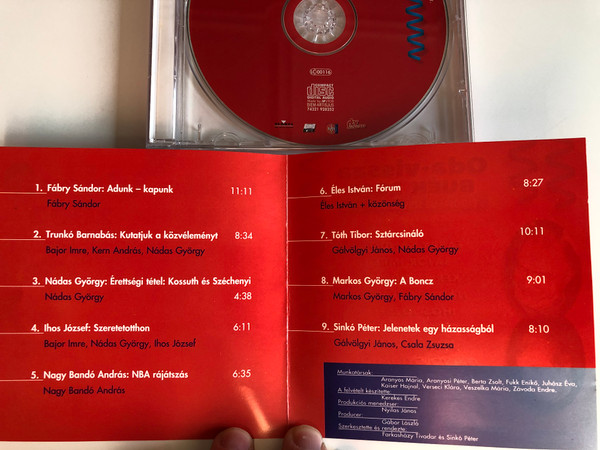 LC00116
COMPACT
disc
DIGITAL AUDIO
1. Fábry Sándor: Adunk – kapunk 11:11
Fábry Sándor
2. Trunkó Barnabás: Kutatjuk a közvéleményt 8:34
Bajor Imre, Kern András, Nádas György
3. Nádas György: Érettségi tétel: Kossuth és Széchenyi
Nádas György 4:38
4. Ihos József: Szeretetotthon 6:11
Bajor Imre, Nádas György, Ihos József
5. Nagy Bandó András: NBA rájátszás 6:35
Nagy Bandó András
6. Éles István: Fórum 8:27
Éles István + közönség
7. Tóth Tibor: Sztárcsináló 10:11
Gálvölgyi János, Nádas György
8. Markos György: A Boncz 9:01
Markos György, Fábry Sándor
9. Sinkó Péter: Jelenetek egy házasságból 8:10
Gálvölgyi János, Csala Zsuzsa
Munkatársak:
Aranyos Mária, Aranyosi Péter, Berta Zsolt, Fukk Enikő, Juhász Éva,
Kaiser Hajnal, Verseci Klára, Veszelka Mária, Závoda Endre.
A felvételt készítette:
Kerekes Endre
Produkciós menedzser:
Nyilas János
Producer:
Gábor László
Szerkesztette és rendezte:
Farkasházy Tivadar és Sinkó Péter